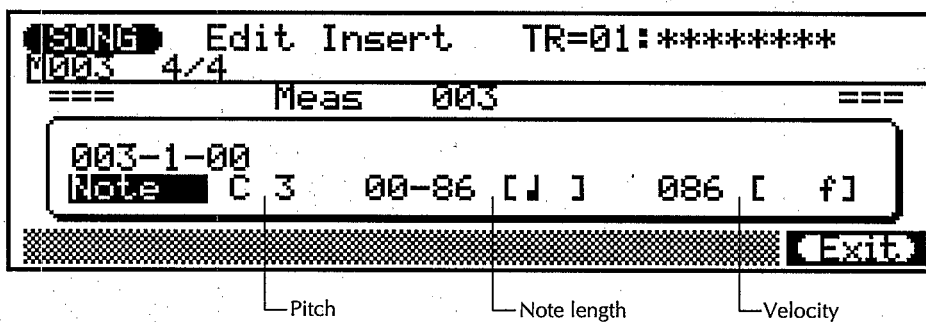 SONG Edit Insert TR=01:********
M003 4/4
=== Meas 003 ===
003-1-00
Note C 3 00-86 [♩ ] 086 [ f]
Exit
Pitch Note length Velocity